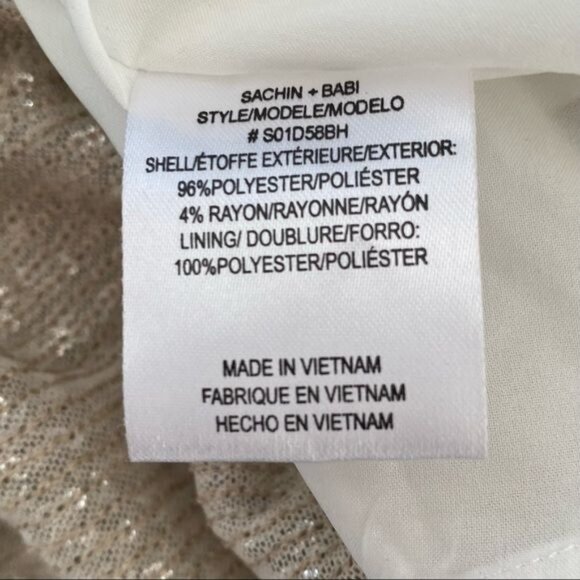 SACHIN + BABI
STYLE/MODELE/MODELO
# S01D58BH
SHELL/ÉTOFFE EXTÉRIEURE/EXTERIOR:
96%POLYESTER/POLIÉSTER
4% RAYON/RAYONNE/RAYÓN
LINING/ DOUBLURE/FORRO:
100%POLYESTER/POLIÉSTER
MADE IN VIETNAM
FABRIQUE EN VIETNAM
HECHO EN VIETNAM